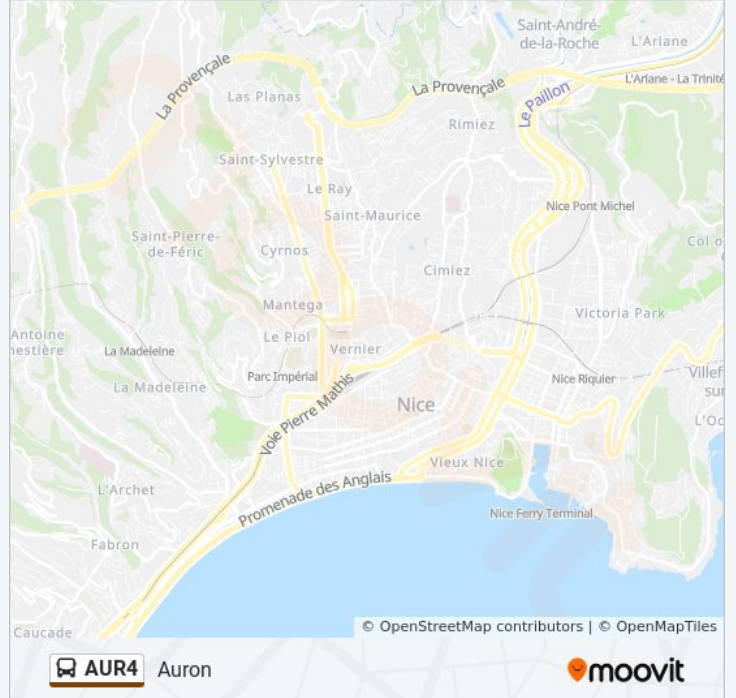 Saint-André-
de-la-Roche
L'Ariane
La Provençale
La Provençale
L'Ariane - La Trinité
Le Paillon
Las Planas
Rimiez
Saint-Sylvestre
Le Ray
Nice Pont Michel
Saint-Maurice
Saint-Pierre-
de-Féric
Col o
Cyrnos
Cimiez
Mantega
Victoria Park
Antoine
nestière
Le Piol
La Madeleine
Vernier
Parc Impérial
Nice Riquier
Villef
sur
La Madeleine
Voie Pierre Mathis
Nice
L'Oc
Vieux Nice
L'Archet
Promenade des Anglais
Nice Ferry Terminal
Fabron
Caucade
© OpenStreetMap contributors | © OpenMapTiles
AUR4 Auron
moovit